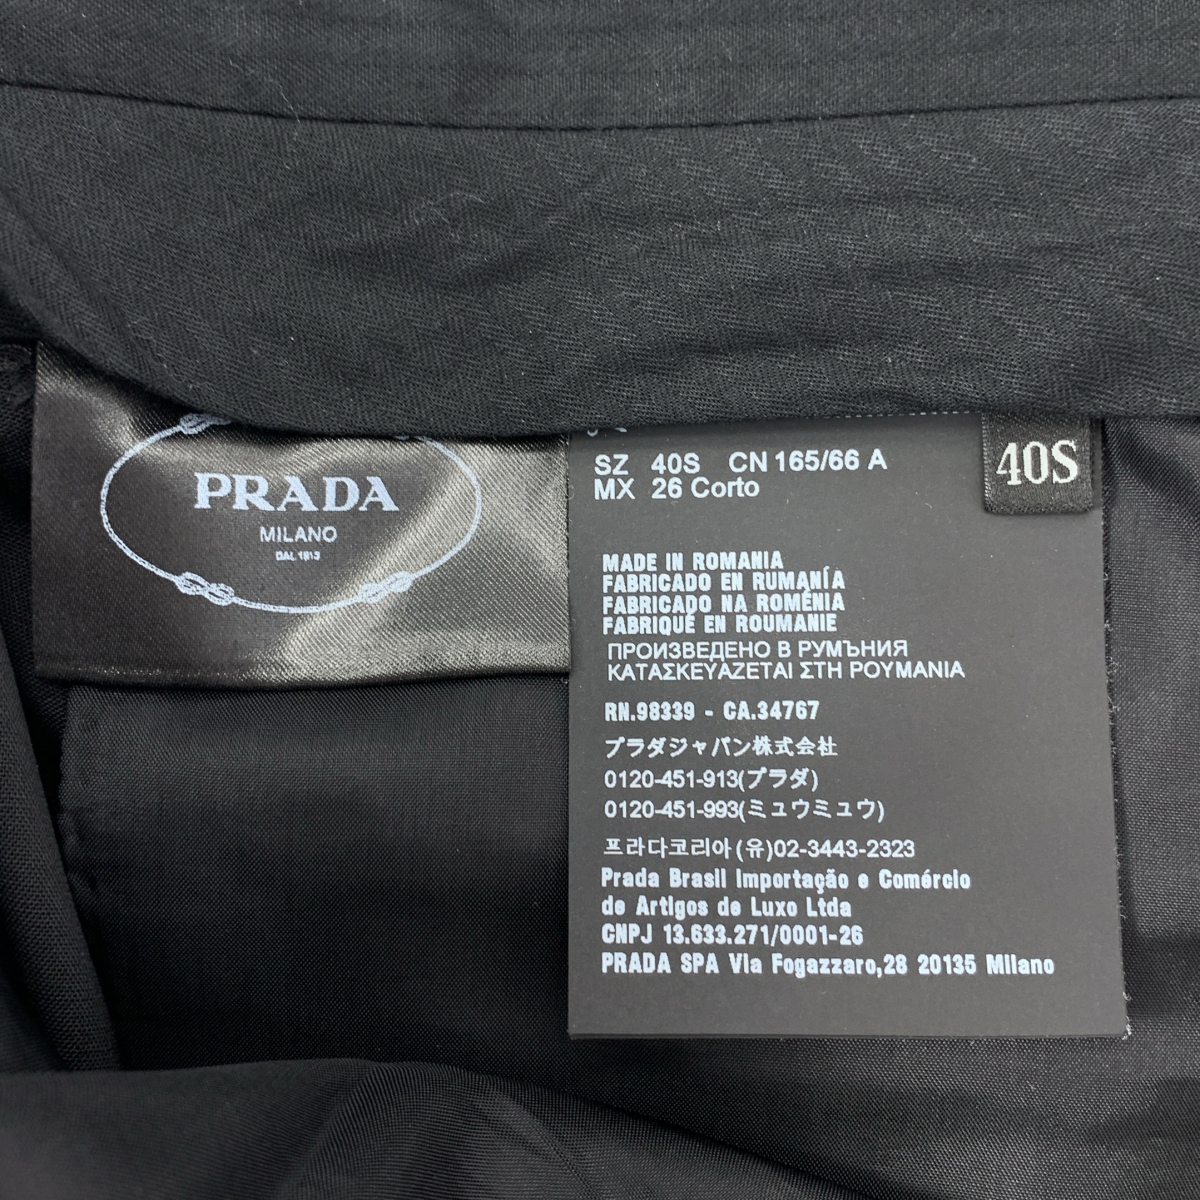 PRADA
MILANO
DAL 1913
SZ 40S CN 165/66 A
MX 26 Corto
40S
MADE IN ROMANIA
FABRICADO EN RUMANÍA
FABRICADO NA ROMÉNIA
FABRIQUÉ EN ROUMANIE
ПРОИЗВЕДЕНО В РУМЪНИЯ
ΚΑΤΑΣΚΕΥΑΖΕΤΑΙ ΣΤΗ ΡΟΥΜΑΝΙΑ
RN.98339 - CA.34767
プラダジャパン株式会社
0120-451-913(プラダ)
0120-451-993(ミュウミュウ)
프라다코리아(유)02-3443-2323
Prada Brasil Importação e Comércio
de Artigos de Luxo Ltda
CNPJ 13.633.271/0001-26
PRADA SPA Via Fogazzaro,28 20135 Milano